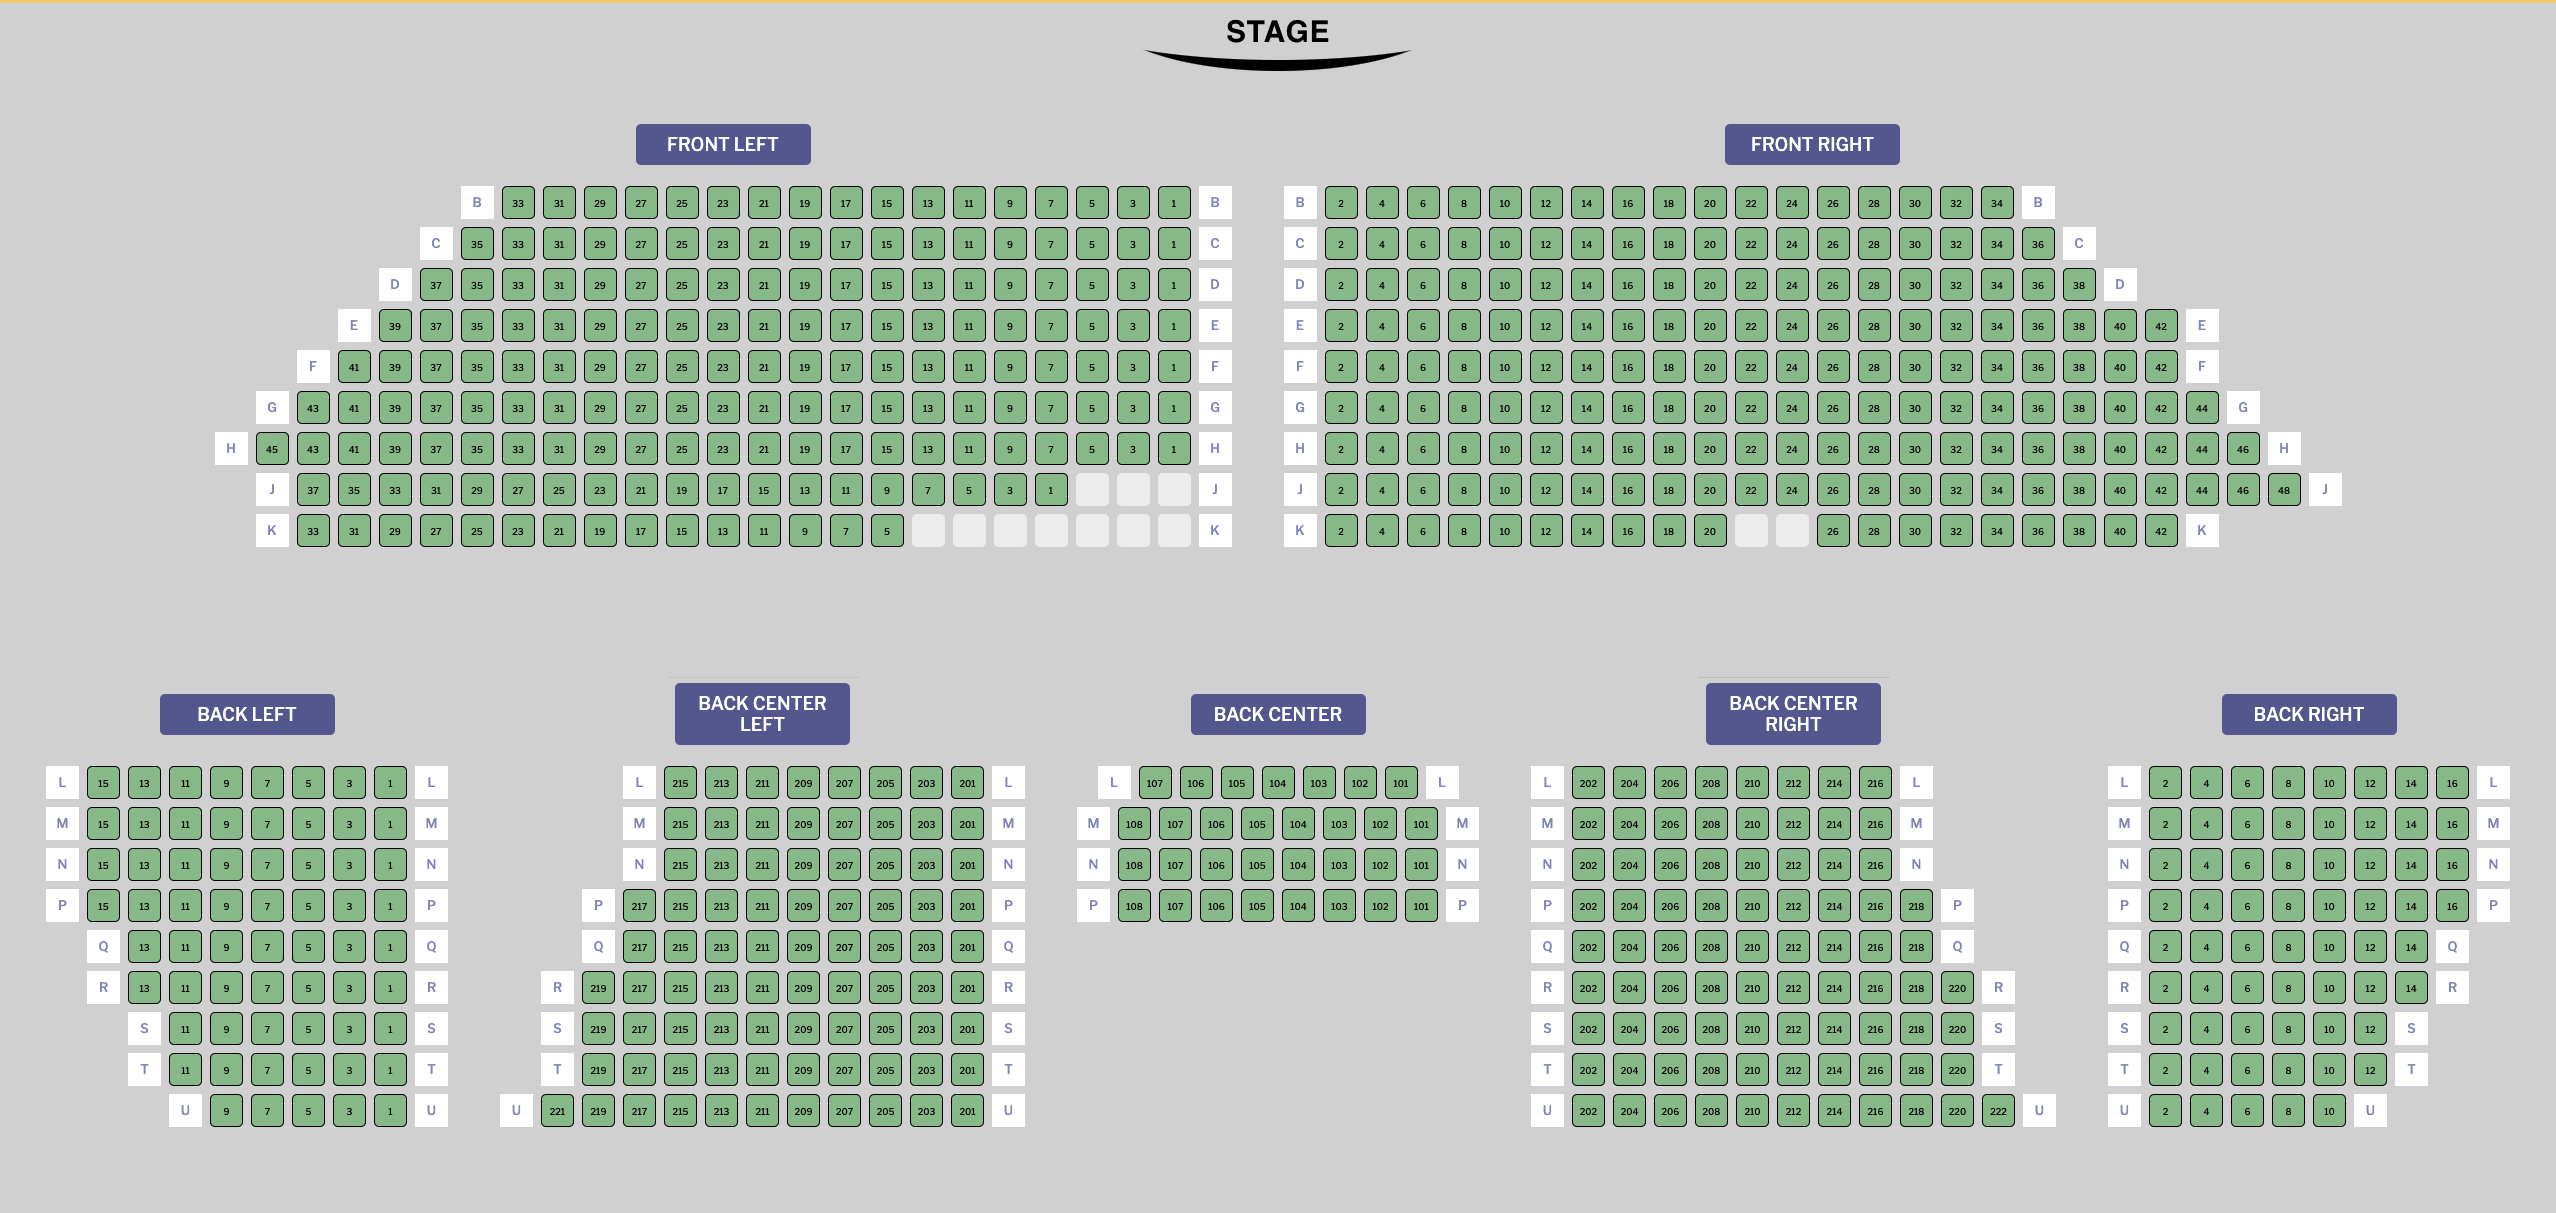 STAGE
FRONT LEFT FRONT RIGHT
B 33 31 29 27 25 23 21 19 17 15 13 11 9 7 5 3 1 B B 2 4 6 8 10 12 14 16 18 20 22 24 26 28 30 32 34 B
C 35 33 31 29 27 25 23 21 19 17 15 13 11 9 7 5 3 1 C C 2 4 6 8 10 12 14 16 18 20 22 24 26 28 30 32 34 36 C
D 37 35 33 31 29 27 25 23 21 19 17 15 13 11 9 7 5 3 1 D D 2 4 6 8 10 12 14 16 18 20 22 24 26 28 30 32 34 36 38 D
E 39 37 35 33 31 29 27 25 23 21 19 17 15 13 11 9 7 5 3 1 E E 2 4 6 8 10 12 14 16 18 20 22 24 26 28 30 32 34 36 38 40 42 E
F 41 39 37 35 33 31 29 27 25 23 21 19 17 15 13 11 9 7 5 3 1 F F 2 4 6 8 10 12 14 16 18 20 22 24 26 28 30 32 34 36 38 40 42 F
G 43 41 39 37 35 33 31 29 27 25 23 21 19 17 15 13 11 9 7 5 3 1 G G 2 4 6 8 10 12 14 16 18 20 22 24 26 28 30 32 34 36 38 40 42 44 G
H 45 43 41 39 37 35 33 31 29 27 25 23 21 19 17 15 13 11 9 7 5 3 1 H H 2 4 6 8 10 12 14 16 18 20 22 24 26 28 30 32 34 36 38 40 42 44 46 H
J 37 35 33 31 29 27 25 23 21 19 17 15 13 11 9 7 5 3 1 J J 2 4 6 8 10 12 14 16 18 20 22 24 26 28 30 32 34 36 38 40 42 44 46 48 J
K 33 31 29 27 25 23 21 19 17 15 13 11 9 7 5 K K 2 4 6 8 10 12 14 16 18 20 26 28 30 32 34 36 38 40 42 K
BACK LEFT
BACK CENTER
LEFT
BACK CENTER
BACK CENTER
RIGHT
BACK RIGHT
L 15 13 11 9 7 5 3 1 L L 215 213 211 209 207 205 203 201 L L 107 106 105 104 103 102 101 L L 202 204 206 208 210 212 214 216 L L 2 4 6 8 10 12 14 16 L
M 15 13 11 9 7 5 3 1 M M 215 213 211 209 207 205 203 201 M M 108 107 106 105 104 103 102 101 M M 202 204 206 208 210 212 214 216 M M 2 4 6 8 10 12 14 16 M
N 15 13 11 9 7 5 3 1 N N 215 213 211 209 207 205 203 201 N N 108 107 106 105 104 103 102 101 N N 202 204 206 208 210 212 214 216 N N 2 4 6 8 10 12 14 16 N
P 15 13 11 9 7 5 3 1 P P 217 215 213 211 209 207 205 203 201 P P 108 107 106 105 104 103 102 101 P P 202 204 206 208 210 212 214 216 218 P P 2 4 6 8 10 12 14 16 P
Q 13 11 9 7 5 3 1 Q Q 217 215 213 211 209 207 205 203 201 Q Q 202 204 206 208 210 212 214 216 218 Q Q 2 4 6 8 10 12 14 Q
R 13 11 9 7 5 3 1 R R 219 217 215 213 211 209 207 205 203 201 R R 202 204 206 208 210 212 214 216 218 220 R R 2 4 6 8 10 12 14 R
S 11 9 7 5 3 1 S S 219 217 215 213 211 209 207 205 203 201 S S 202 204 206 208 210 212 214 216 218 220 S S 2 4 6 8 10 12 S
T 11 9 7 5 3 1 T T 219 217 215 213 211 209 207 205 203 201 T T 202 204 206 208 210 212 214 216 218 220 T T 2 4 6 8 10 12 T
U 9 7 5 3 1 U U 221 219 217 215 213 211 209 207 205 203 201 U U 202 204 206 208 210 212 214 216 218 220 222 U U 2 4 6 8 10 U